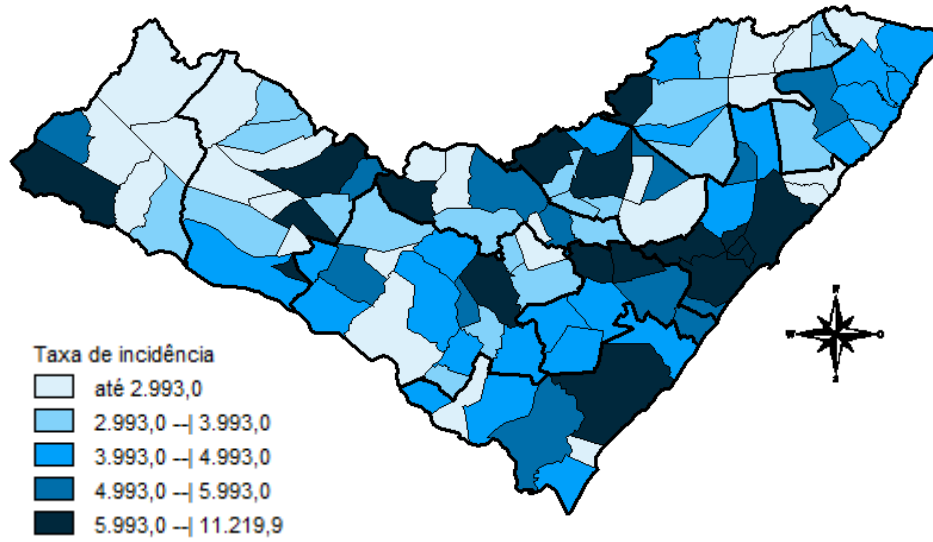 Taxa de incidência
até 2.993,0
2.993,0 --| 3.993,0
3.993,0 --| 4.993,0
4.993,0 --| 5.993,0
5.993,0 --| 11.219,9
N
W
O
S